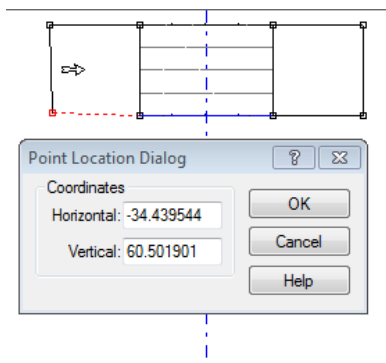 Point Location Dialog
Coordinates
Horizontal: -34.439544
Vertical: 60.501901
OK
Cancel
Help